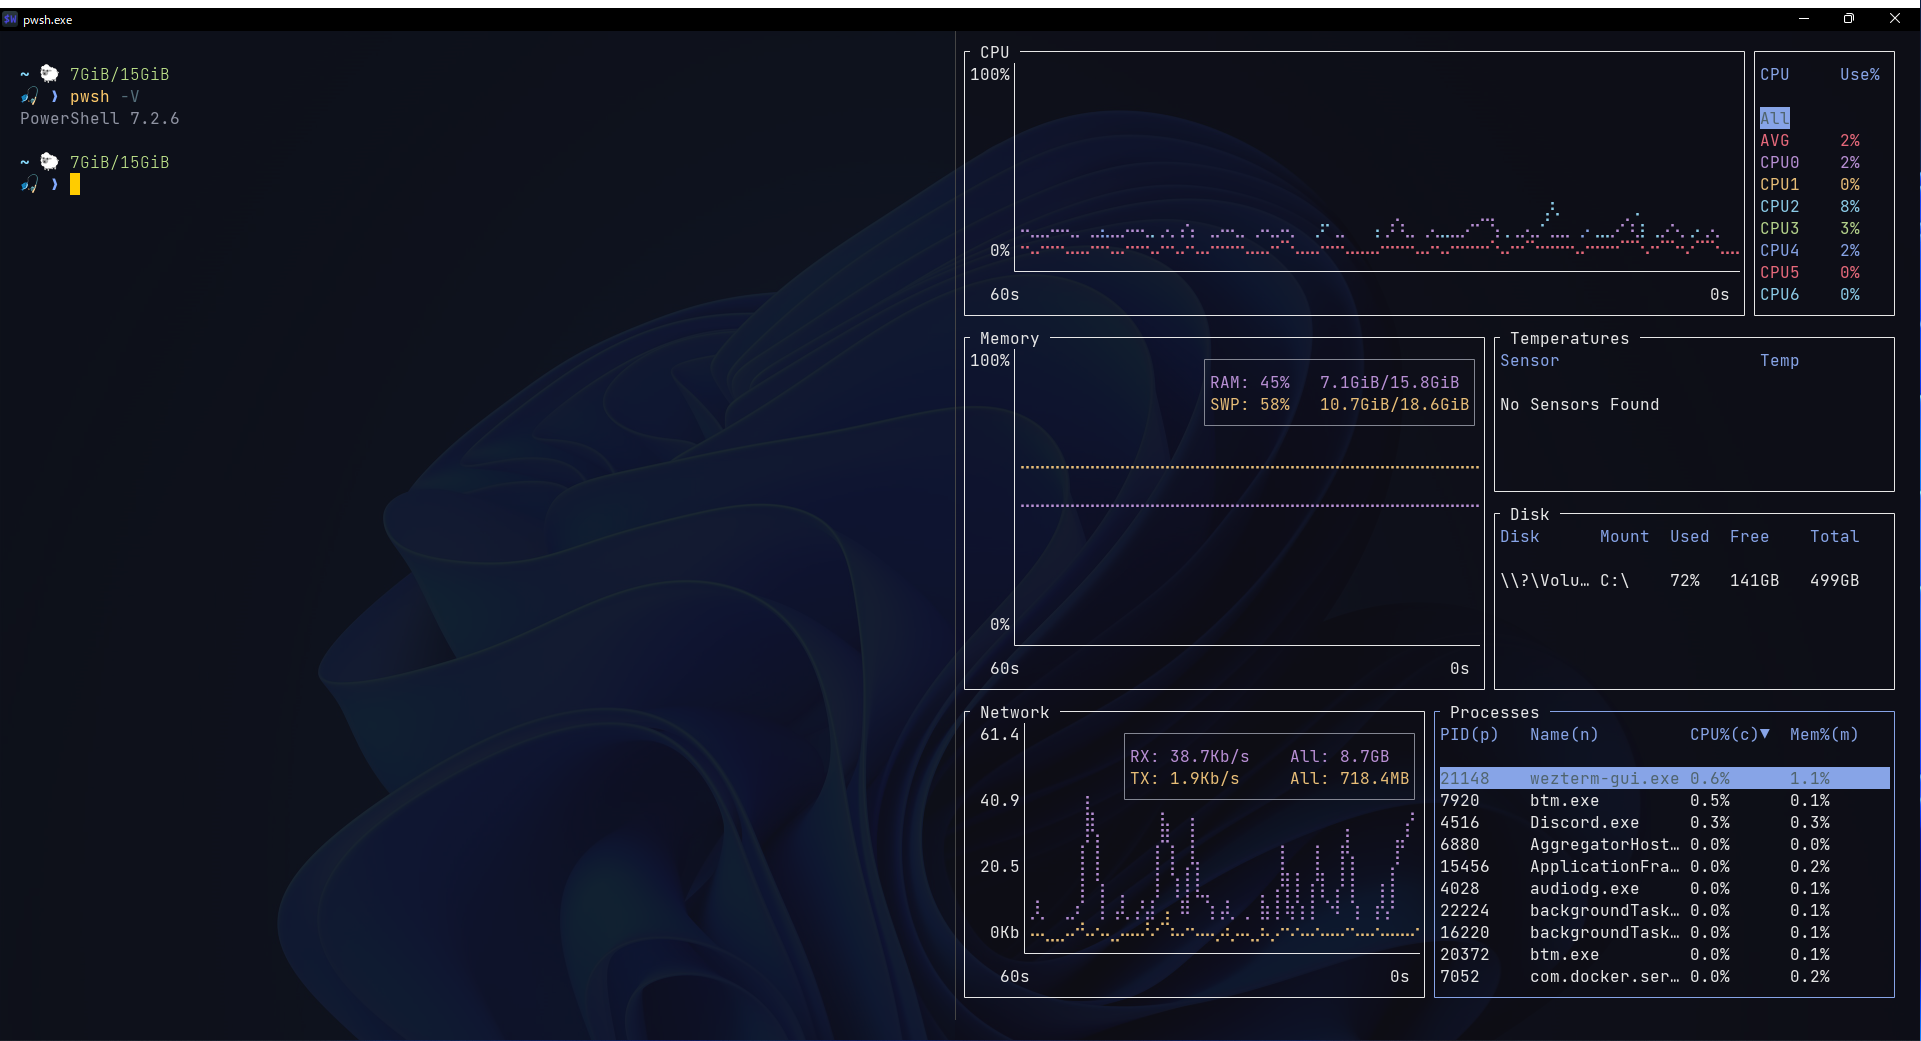 pwsh.exe
~ 7GiB/15GiB
❯ pwsh -V
PowerShell 7.2.6
~ 7GiB/15GiB
❯
CPU
100%
0%
60s 0s
CPU Use%
All
AVG 2%
CPU0 2%
CPU1 0%
CPU2 8%
CPU3 3%
CPU4 2%
CPU5 0%
CPU6 0%
Memory
100%
RAM: 45% 7.1GiB/15.8GiB
SWP: 58% 10.7GiB/18.6GiB
0%
60s 0s
Temperatures
Sensor Temp
No Sensors Found
Disk
Disk Mount Used Free Total
\\?\Volu… C:\ 72% 141GB 499GB
Network
61.4
RX: 38.7Kb/s All: 8.7GB
TX: 1.9Kb/s All: 718.4MB
40.9
20.5
0Kb
60s 0s
Processes
PID(p) Name(n) CPU%(c)▼ Mem%(m)
21148 wezterm-gui.exe 0.6% 1.1%
7920 btm.exe 0.5% 0.1%
4516 Discord.exe 0.3% 0.3%
6880 AggregatorHost… 0.0% 0.0%
15456 ApplicationFra… 0.0% 0.2%
4028 audiodg.exe 0.0% 0.1%
22224 backgroundTask… 0.0% 0.1%
16220 backgroundTask… 0.0% 0.1%
20372 btm.exe 0.0% 0.1%
7052 com.docker.ser… 0.0% 0.2%